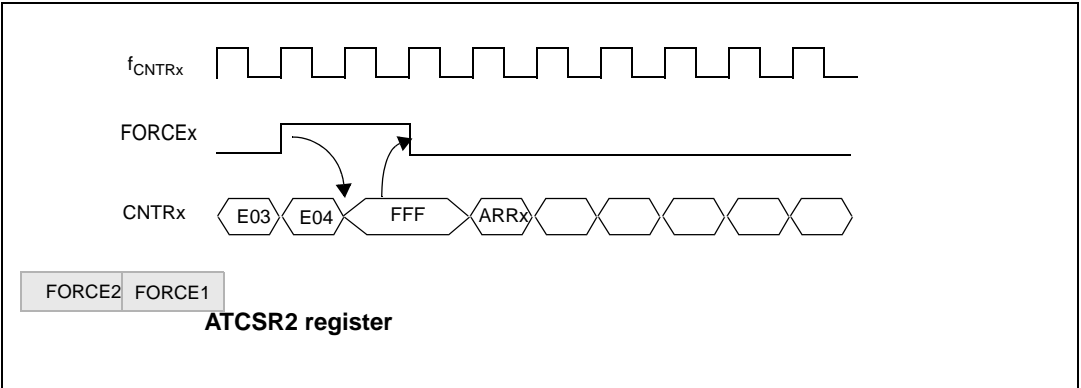 fCNTRx
FORCEx
CNTRx E03 E04 FFF ARRx
FORCE2 FORCE1
ATCSR2 register